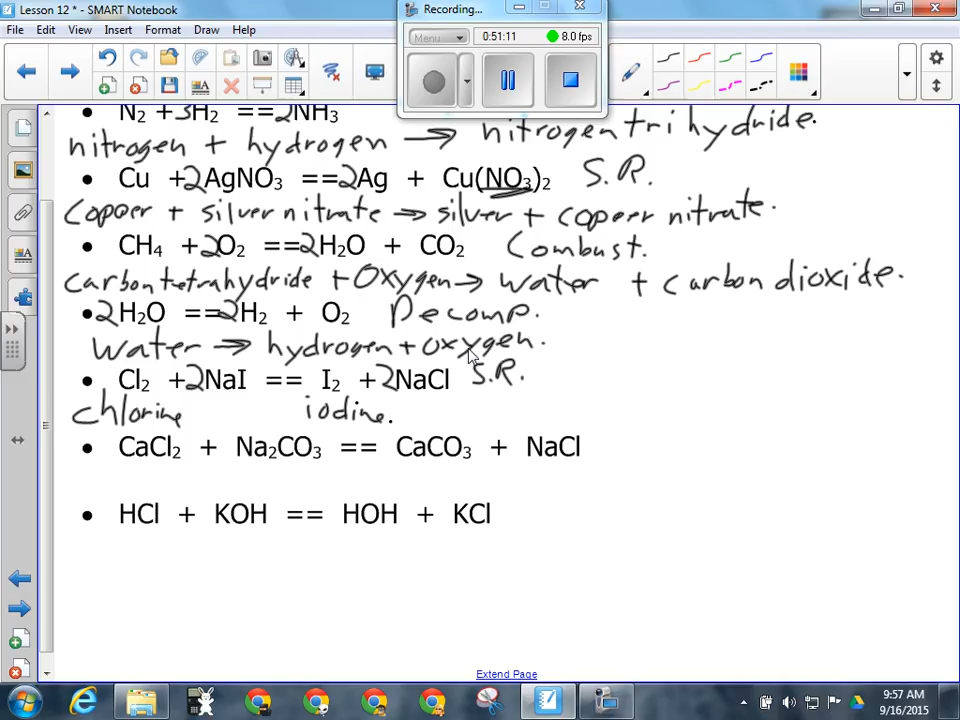 Lesson 12 * - SMART Notebook
Recording...
File Edit View Insert Format Draw Help
Menu 0:51:11 8.0 fps
N2 +3H2 ==2NH3
nitrogen + hydrogen → nitrogen trihydride.
Cu +2AgNO3 ==2Ag + Cu(NO3)2 S.R.
Copper + silver nitrate → silver + copper nitrate.
CH4 +2O2 ==2H2O + CO2 Combust.
carbontetrahydride + Oxygen → water + carbon dioxide.
2H2O ==2H2 + O2 Decomp.
Water → hydrogen + oxygen.
Cl2 +2NaI == I2 +2NaCl S.R.
chlorine iodine.
CaCl2 + Na2CO3 == CaCO3 + NaCl
HCl + KOH == HOH + KCl
Extend Page
9:57 AM
9/16/2015